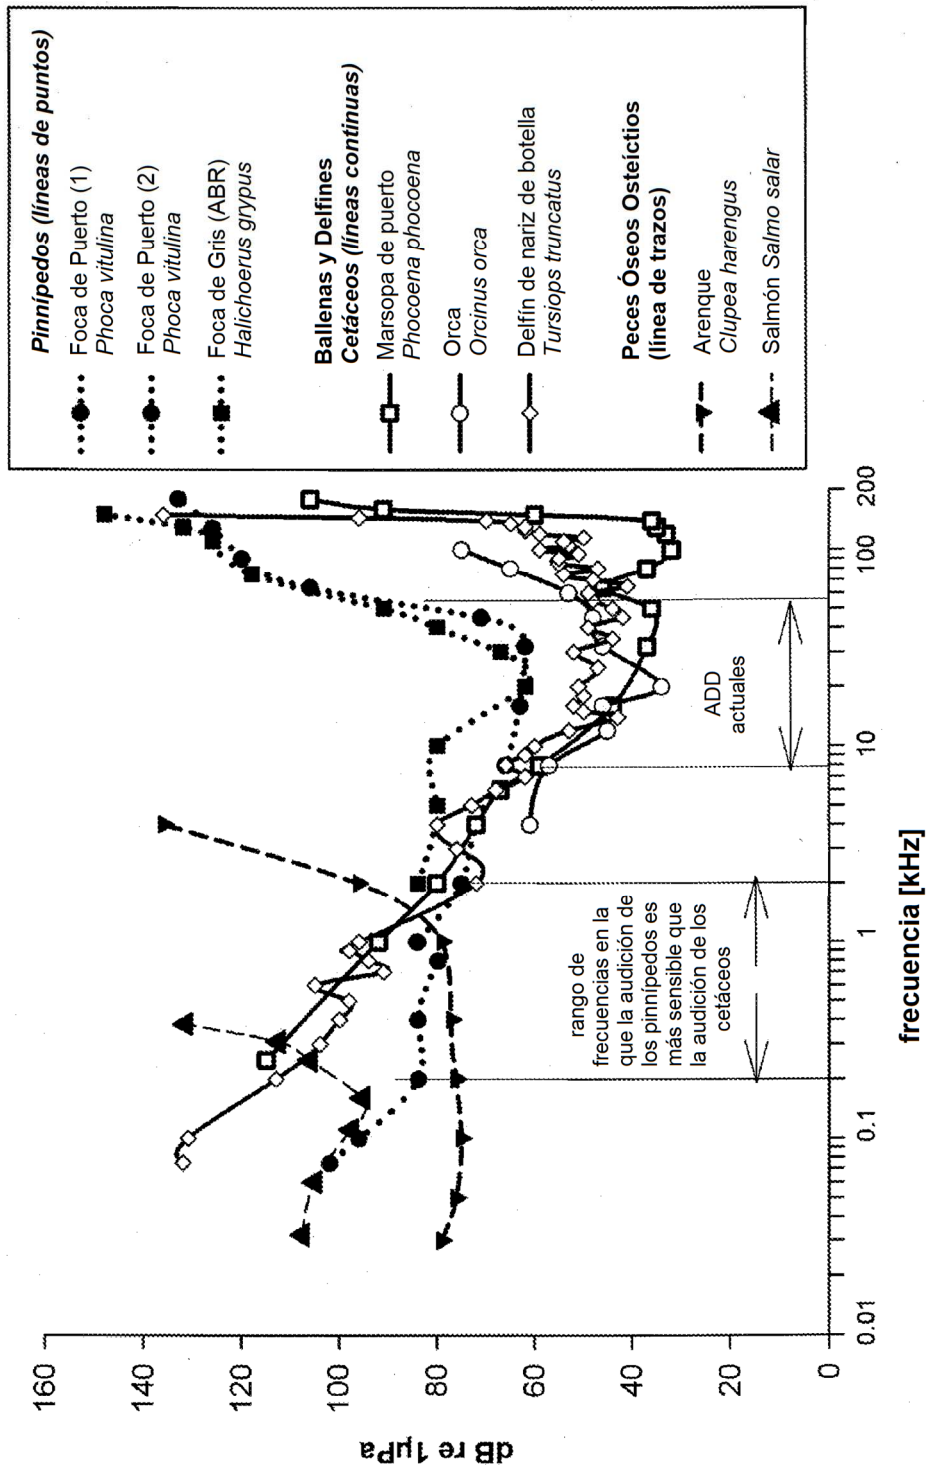 Pinnípedos (líneas de puntos)
Foca de Puerto (1)
Phoca vitulina
Foca de Puerto (2)
Phoca vitulina
Foca de Gris (ABR)
Halichoerus grypus
Ballenas y Delfines
Cetáceos (líneas continuas)
Marsopa de puerto
Phocoena phocoena
Orca
Orcinus orca
Delfín de nariz de botella
Tursiops truncatus
Peces Óseos Osteíctios
(línea de trazos)
Arenque
Clupea harengus
Salmón Salmo salar
dB re 1µPa
160
140
120
100
80
60
40
20
0
rango de
frecuencias en la
que la audición de
los pinnípedos es
más sensible que
la audición de los
cetáceos
ADD
actuales
0.01
0.1
1
10
100
200
frecuencia [kHz]